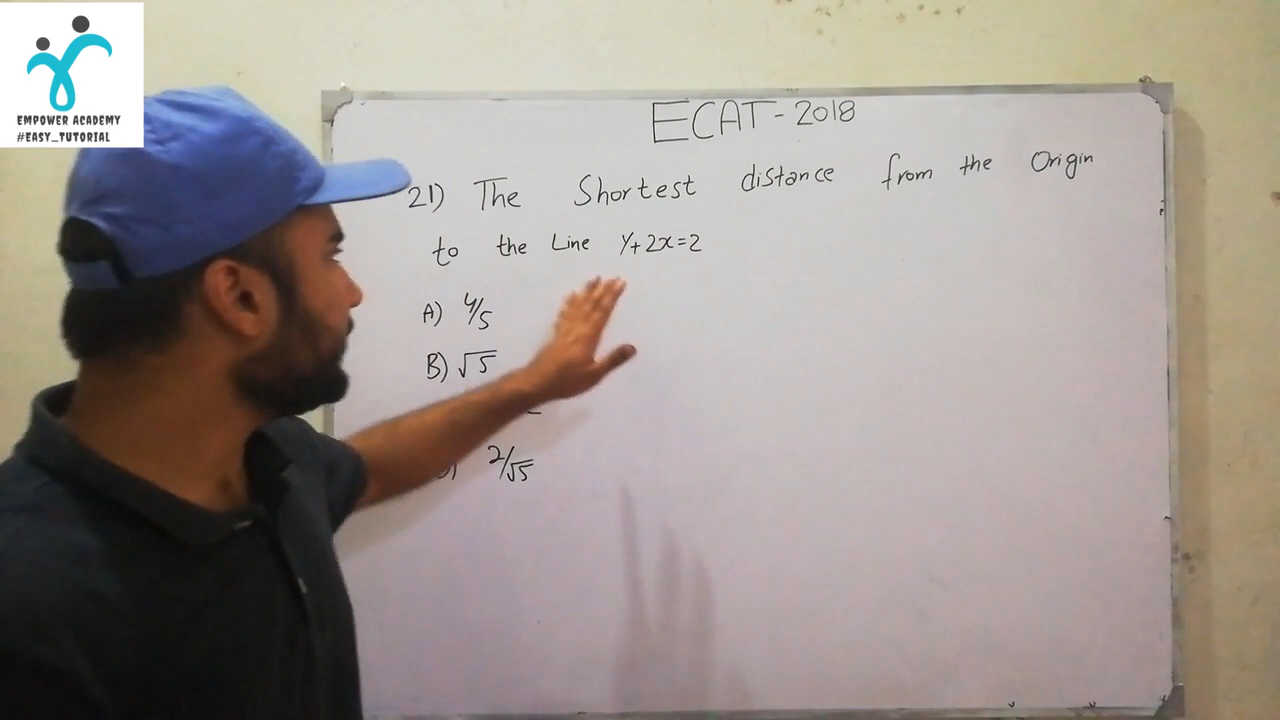 EMPOWER ACADEMY
#EASY_TUTORIAL
ECAT-2018
21) The Shortest distance from the Origin
to the Line y+2x=2
A) 4/5
B) √5
2/√5